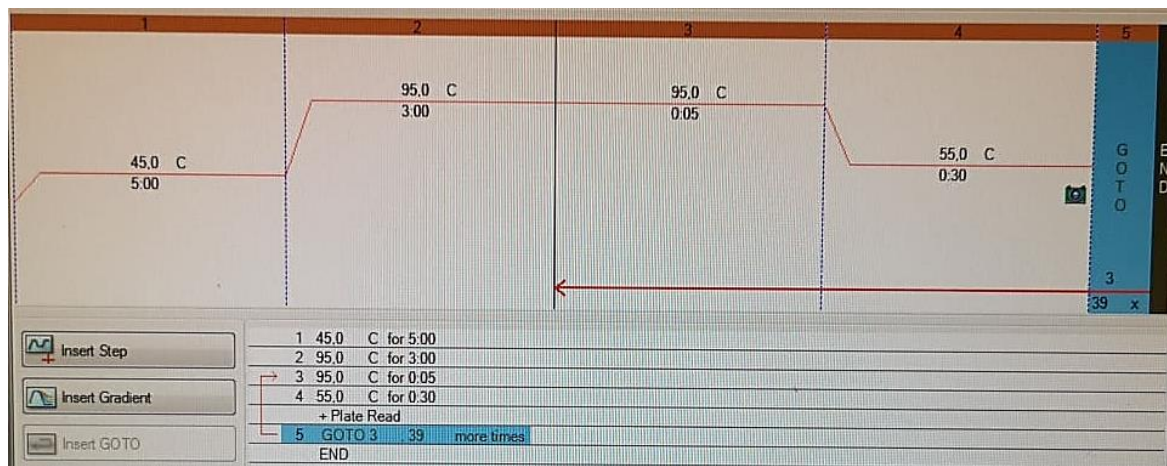 1 2 3 4 5
95,0 C 95,0 C
3:00 0:05
45,0 C 55,0 C
5:00 0:30
G
O
T
O
E
N
D
3
39 x
Insert Step
Insert Gradient
Insert GOTO
1 45,0 C for 5:00
2 95,0 C for 3:00
3 95,0 C for 0:05
4 55,0 C for 0:30
+ Plate Read
5 GOTO 3 , 39 more times
END